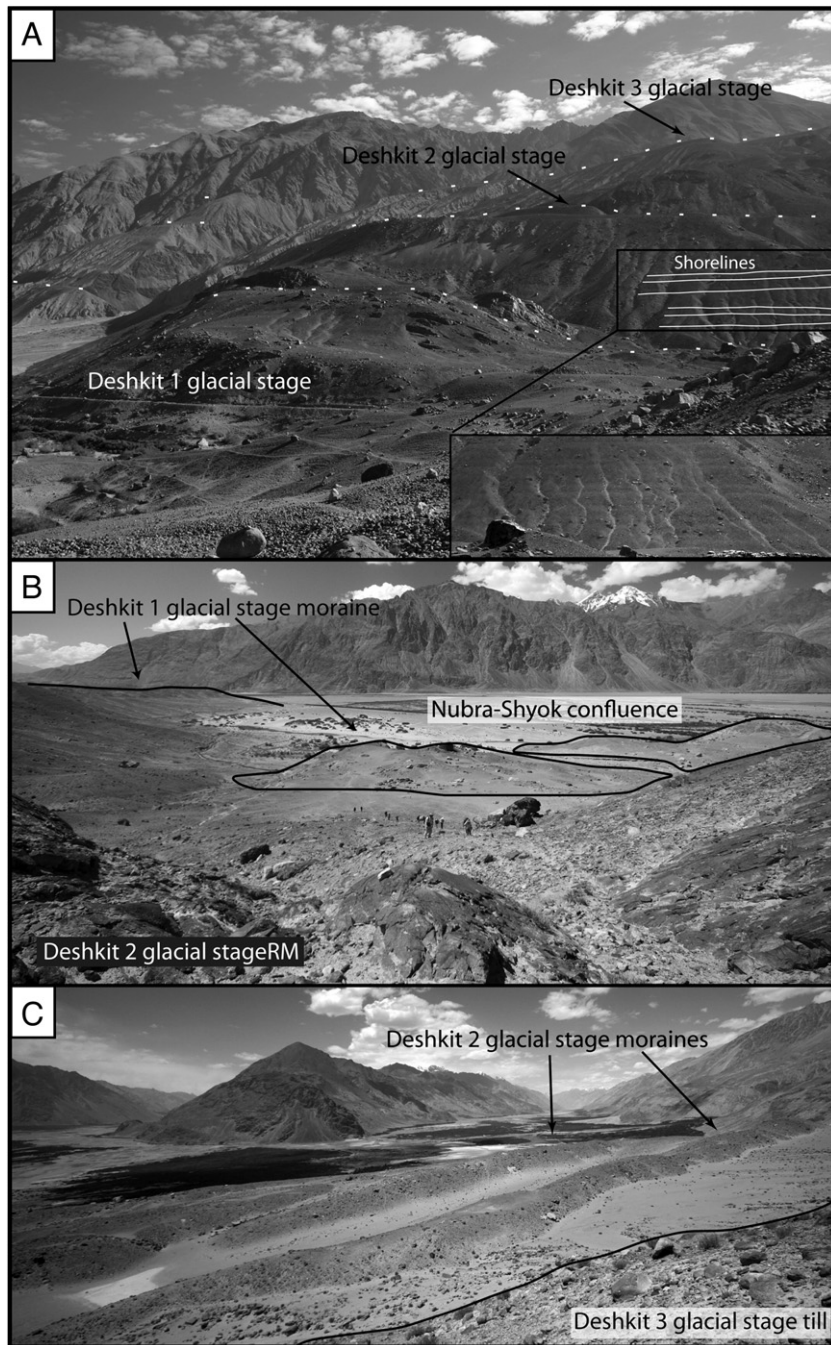 A
Deshkit 3 glacial stage
Deshkit 2 glacial stage
Shorelines
Deshkit 1 glacial stage
B
Deshkit 1 glacial stage moraine
Nubra-Shyok confluence
Deshkit 2 glacial stageRM
C
Deshkit 2 glacial stage moraines
Deshkit 3 glacial stage till